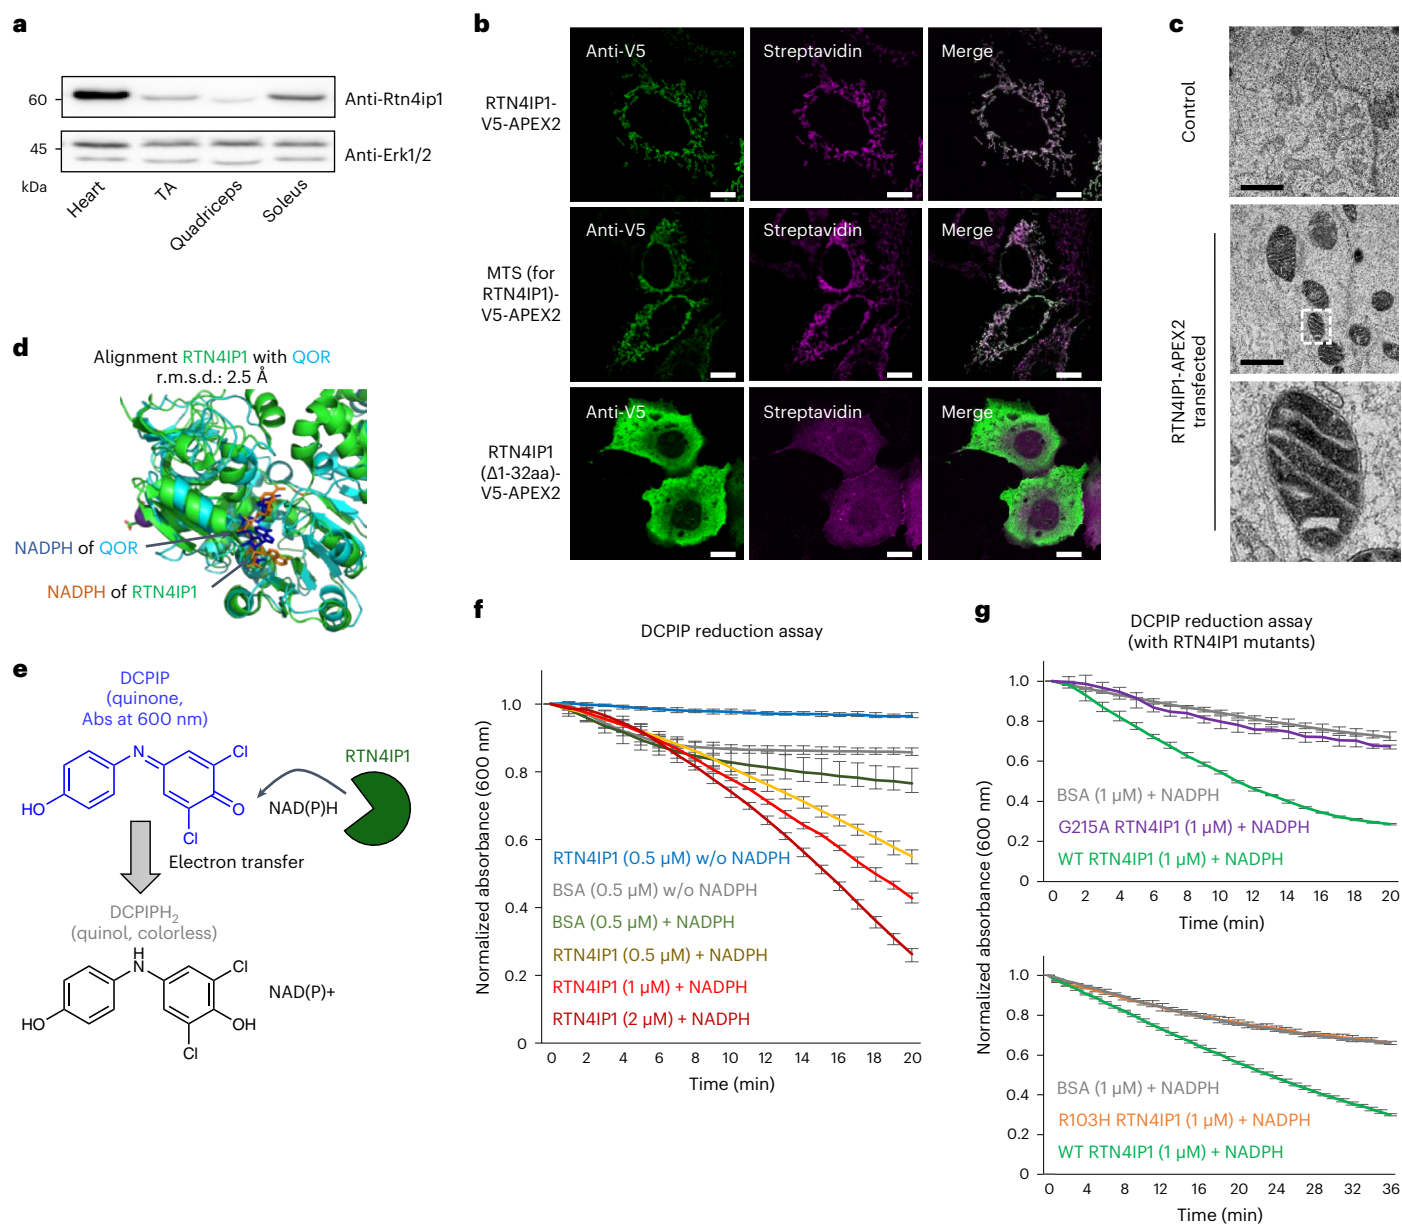 a
60
Anti-Rtn4ip1
45
Anti-Erk1/2
kDa
Heart
TA
Quadriceps
Soleus
b
Anti-V5
Streptavidin
Merge
RTN4IP1-
V5-APEX2
Anti-V5
Streptavidin
Merge
MTS (for
RTN4IP1)-
V5-APEX2
Anti-V5
Streptavidin
Merge
RTN4IP1
(Δ1-32aa)-
V5-APEX2
c
Control
RTN4IP1-APEX2
transfected
d
Alignment RTN4IP1 with QOR
r.m.s.d.: 2.5 Å
NADPH of QOR
NADPH of RTN4IP1
e
DCPIP
(quinone,
Abs at 600 nm)
N
Cl
HO
O
Cl
RTN4IP1
NAD(P)H
Electron transfer
DCPIPH2
(quinol, colorless)
H
N
Cl
HO
OH
Cl
NAD(P)+
f
DCPIP reduction assay
Normalized absorbance (600 nm)
1.0
0.8
0.6
0.4
0.2
0
RTN4IP1 (0.5 µM) w/o NADPH
BSA (0.5 µM) w/o NADPH
BSA (0.5 µM) + NADPH
RTN4IP1 (0.5 µM) + NADPH
RTN4IP1 (1 µM) + NADPH
RTN4IP1 (2 µM) + NADPH
0 2 4 6 8 10 12 14 16 18 20
Time (min)
g
DCPIP reduction assay
(with RTN4IP1 mutants)
Normalized absorbance (600 nm)
1.0
0.8
0.6
0.4
0.2
0
BSA (1 µM) + NADPH
G215A RTN4IP1 (1 µM) + NADPH
WT RTN4IP1 (1 µM) + NADPH
0 2 4 6 8 10 12 14 16 18 20
Time (min)
1.0
0.8
0.6
0.4
0.2
0
BSA (1 µM) + NADPH
R103H RTN4IP1 (1 µM) + NADPH
WT RTN4IP1 (1 µM) + NADPH
0 4 8 12 16 20 24 28 32 36
Time (min)